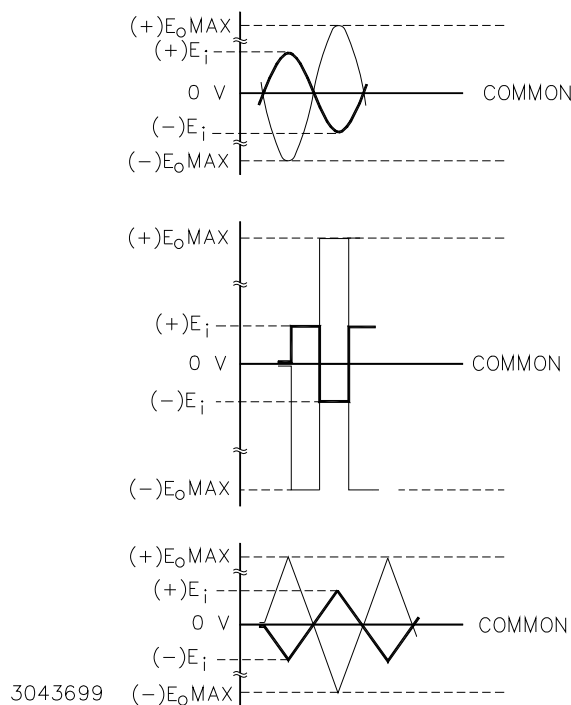 (+)EoMAX
(+)Ei
0 V COMMON
(−)Ei
(−)EoMAX
(+)EoMAX
(+)Ei
0 V COMMON
(−)Ei
(−)EoMAX
(+)EoMAX
(+)Ei
0 V COMMON
(−)Ei
3043699 (−)EoMAX